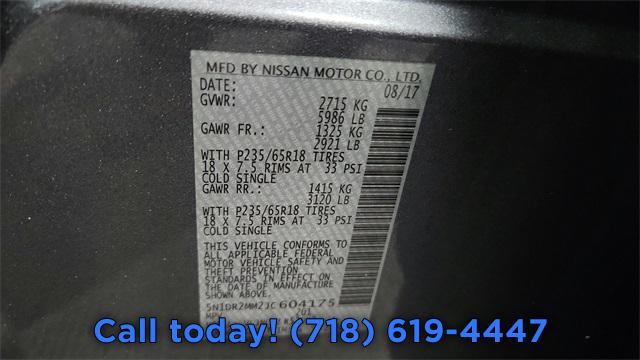 MFD BY NISSAN MOTOR CO., LTD.
DATE: 08/17
GVWR: 2715 KG
5986 LB
GAWR FR.: 1325 KG
2921 LB
WITH P235/65R18 TIRES
18 X 7.5 RIMS AT 33 PSI
COLD SINGLE
GAWR RR.: 1415 KG
3120 LB
WITH P235/65R18 TIRES
18 X 7.5 RIMS AT 33 PSI
COLD SINGLE
THIS VEHICLE CONFORMS TO
ALL APPLICABLE FEDERAL
MOTOR VEHICLE SAFETY AND
THEFT PREVENTION
STANDARDS IN EFFECT ON
THE DATE OF MANUFACTURE
SHOWN ABOVE.
5N1DR2MM2JC604175
Call today! (718) 619-4447